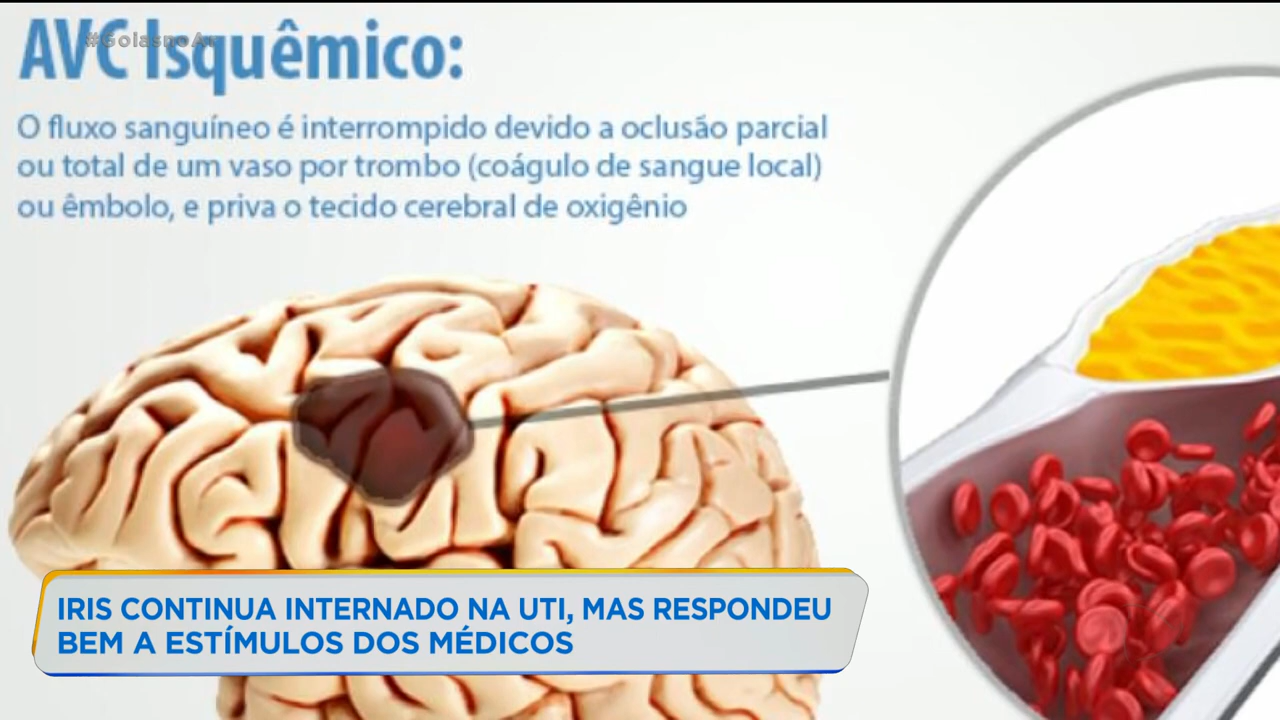 AVC Isquêmico:
#GoiásnoAr
O fluxo sanguíneo é interrompido devido a oclusão parcial
ou total de um vaso por trombo (coágulo de sangue local)
ou êmbolo, e priva o tecido cerebral de oxigênio
IRIS CONTINUA INTERNADO NA UTI, MAS RESPONDEU
BEM A ESTÍMULOS DOS MÉDICOS